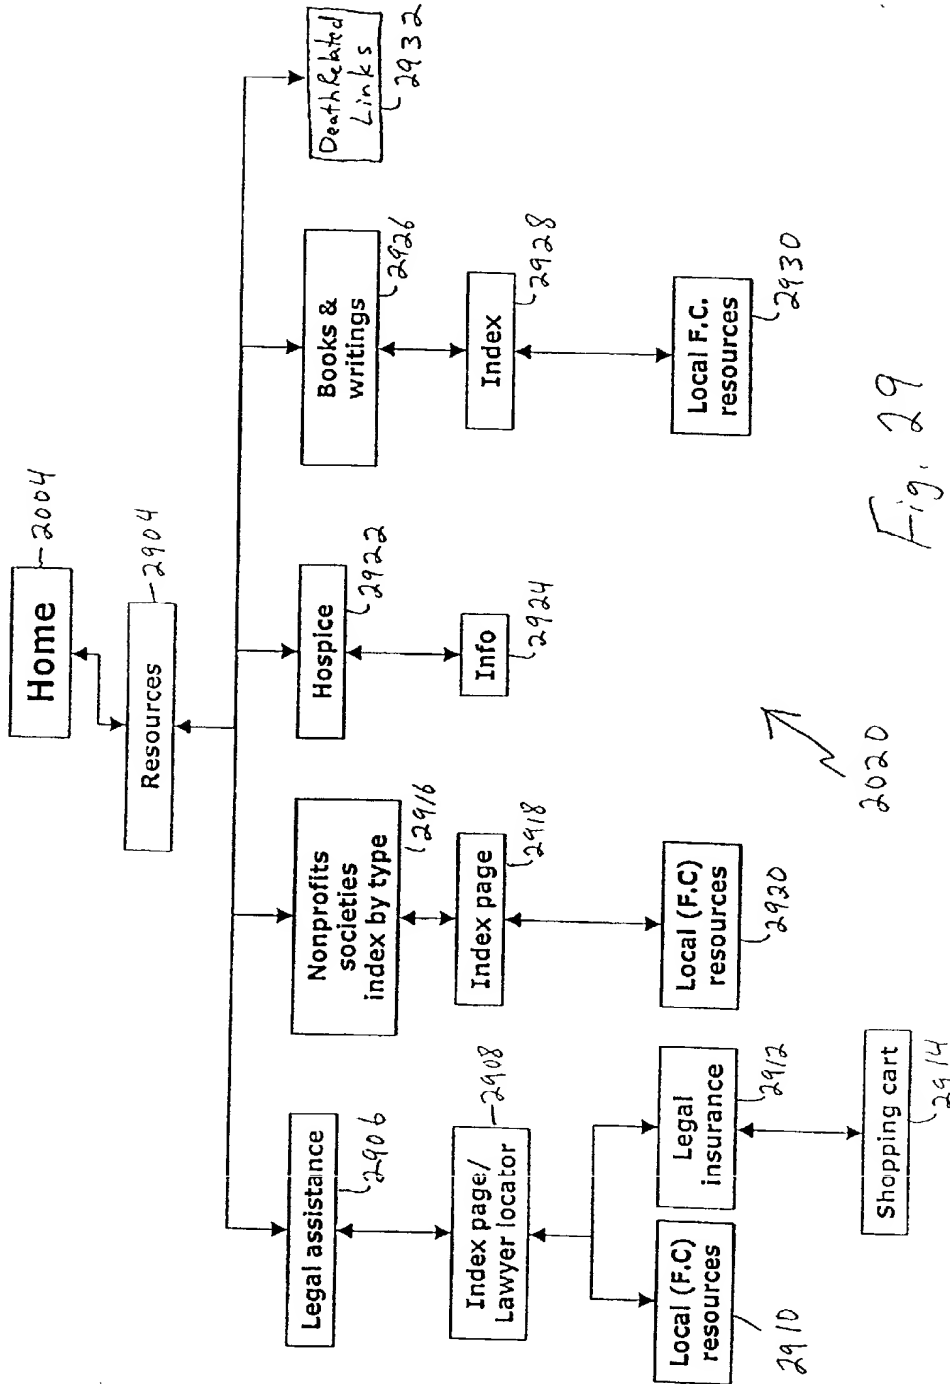 Home
2004
Resources
2904
Legal assistance
2906
Index page/
Lawyer locator
2908
Local (F.C)
resources
2910
Legal
insurance
2912
Shopping cart
2914
Nonprofits
societies
index by type
2916
Index page
2918
Local (F.C)
resources
2920
Hospice
2922
Info
2924
Books &
writings
2926
Index
2928
Local F.C.
resources
2930
Death Related
Links
2932
2020
Fig. 29